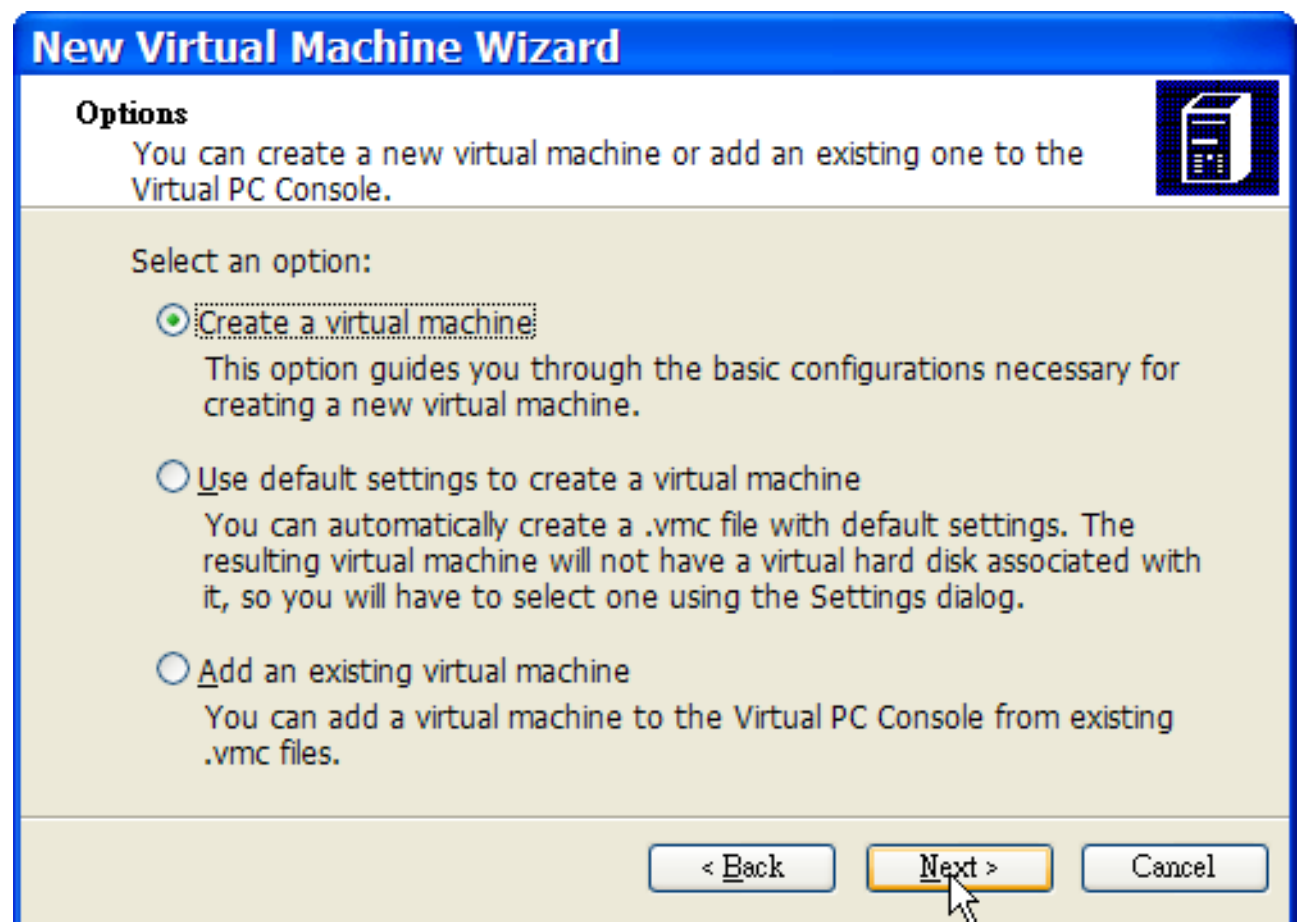 New Virtual Machine Wizard
Options
You can create a new virtual machine or add an existing one to the
Virtual PC Console.
Select an option:
Create a virtual machine
This option guides you through the basic configurations necessary for
creating a new virtual machine.
Use default settings to create a virtual machine
You can automatically create a .vmc file with default settings. The
resulting virtual machine will not have a virtual hard disk associated with
it, so you will have to select one using the Settings dialog.
Add an existing virtual machine
You can add a virtual machine to the Virtual PC Console from existing
.vmc files.
< Back Next > Cancel